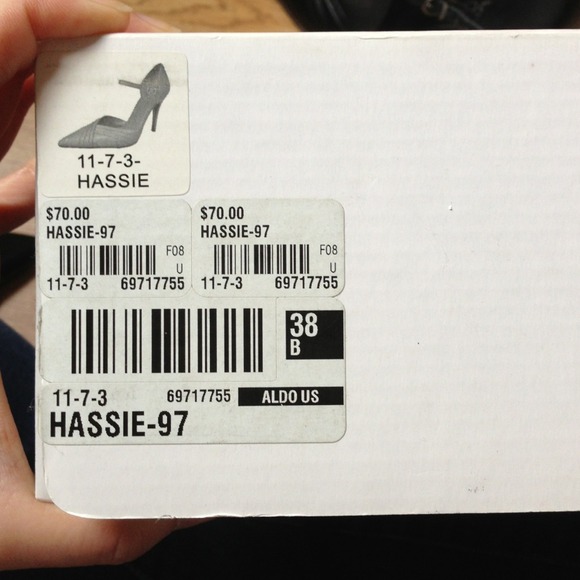 11-7-3-
HASSIE
$70.00
HASSIE-97
F08
U
11-7-3 69717755
$70.00
HASSIE-97
F08
U
11-7-3 69717755
38
B
11-7-3 69717755 ALDO US
HASSIE-97